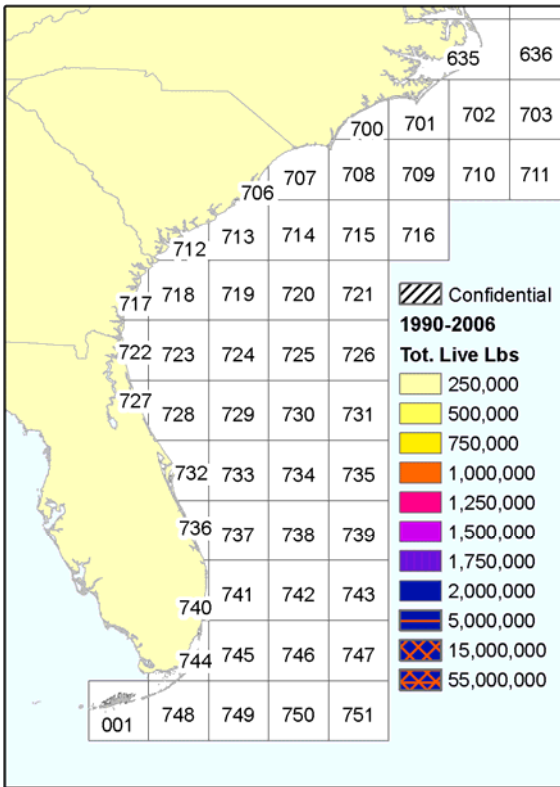 635 636
700 701 702 703
706 707 708 709 710 711
712 713 714 715 716
717 718 719 720 721
722 723 724 725 726
727 728 729 730 731
732 733 734 735
736 737 738 739
740 741 742 743
744 745 746 747
001 748 749 750 751
Confidential
1990-2006
Tot. Live Lbs
250,000
500,000
750,000
1,000,000
1,250,000
1,500,000
1,750,000
2,000,000
5,000,000
15,000,000
55,000,000